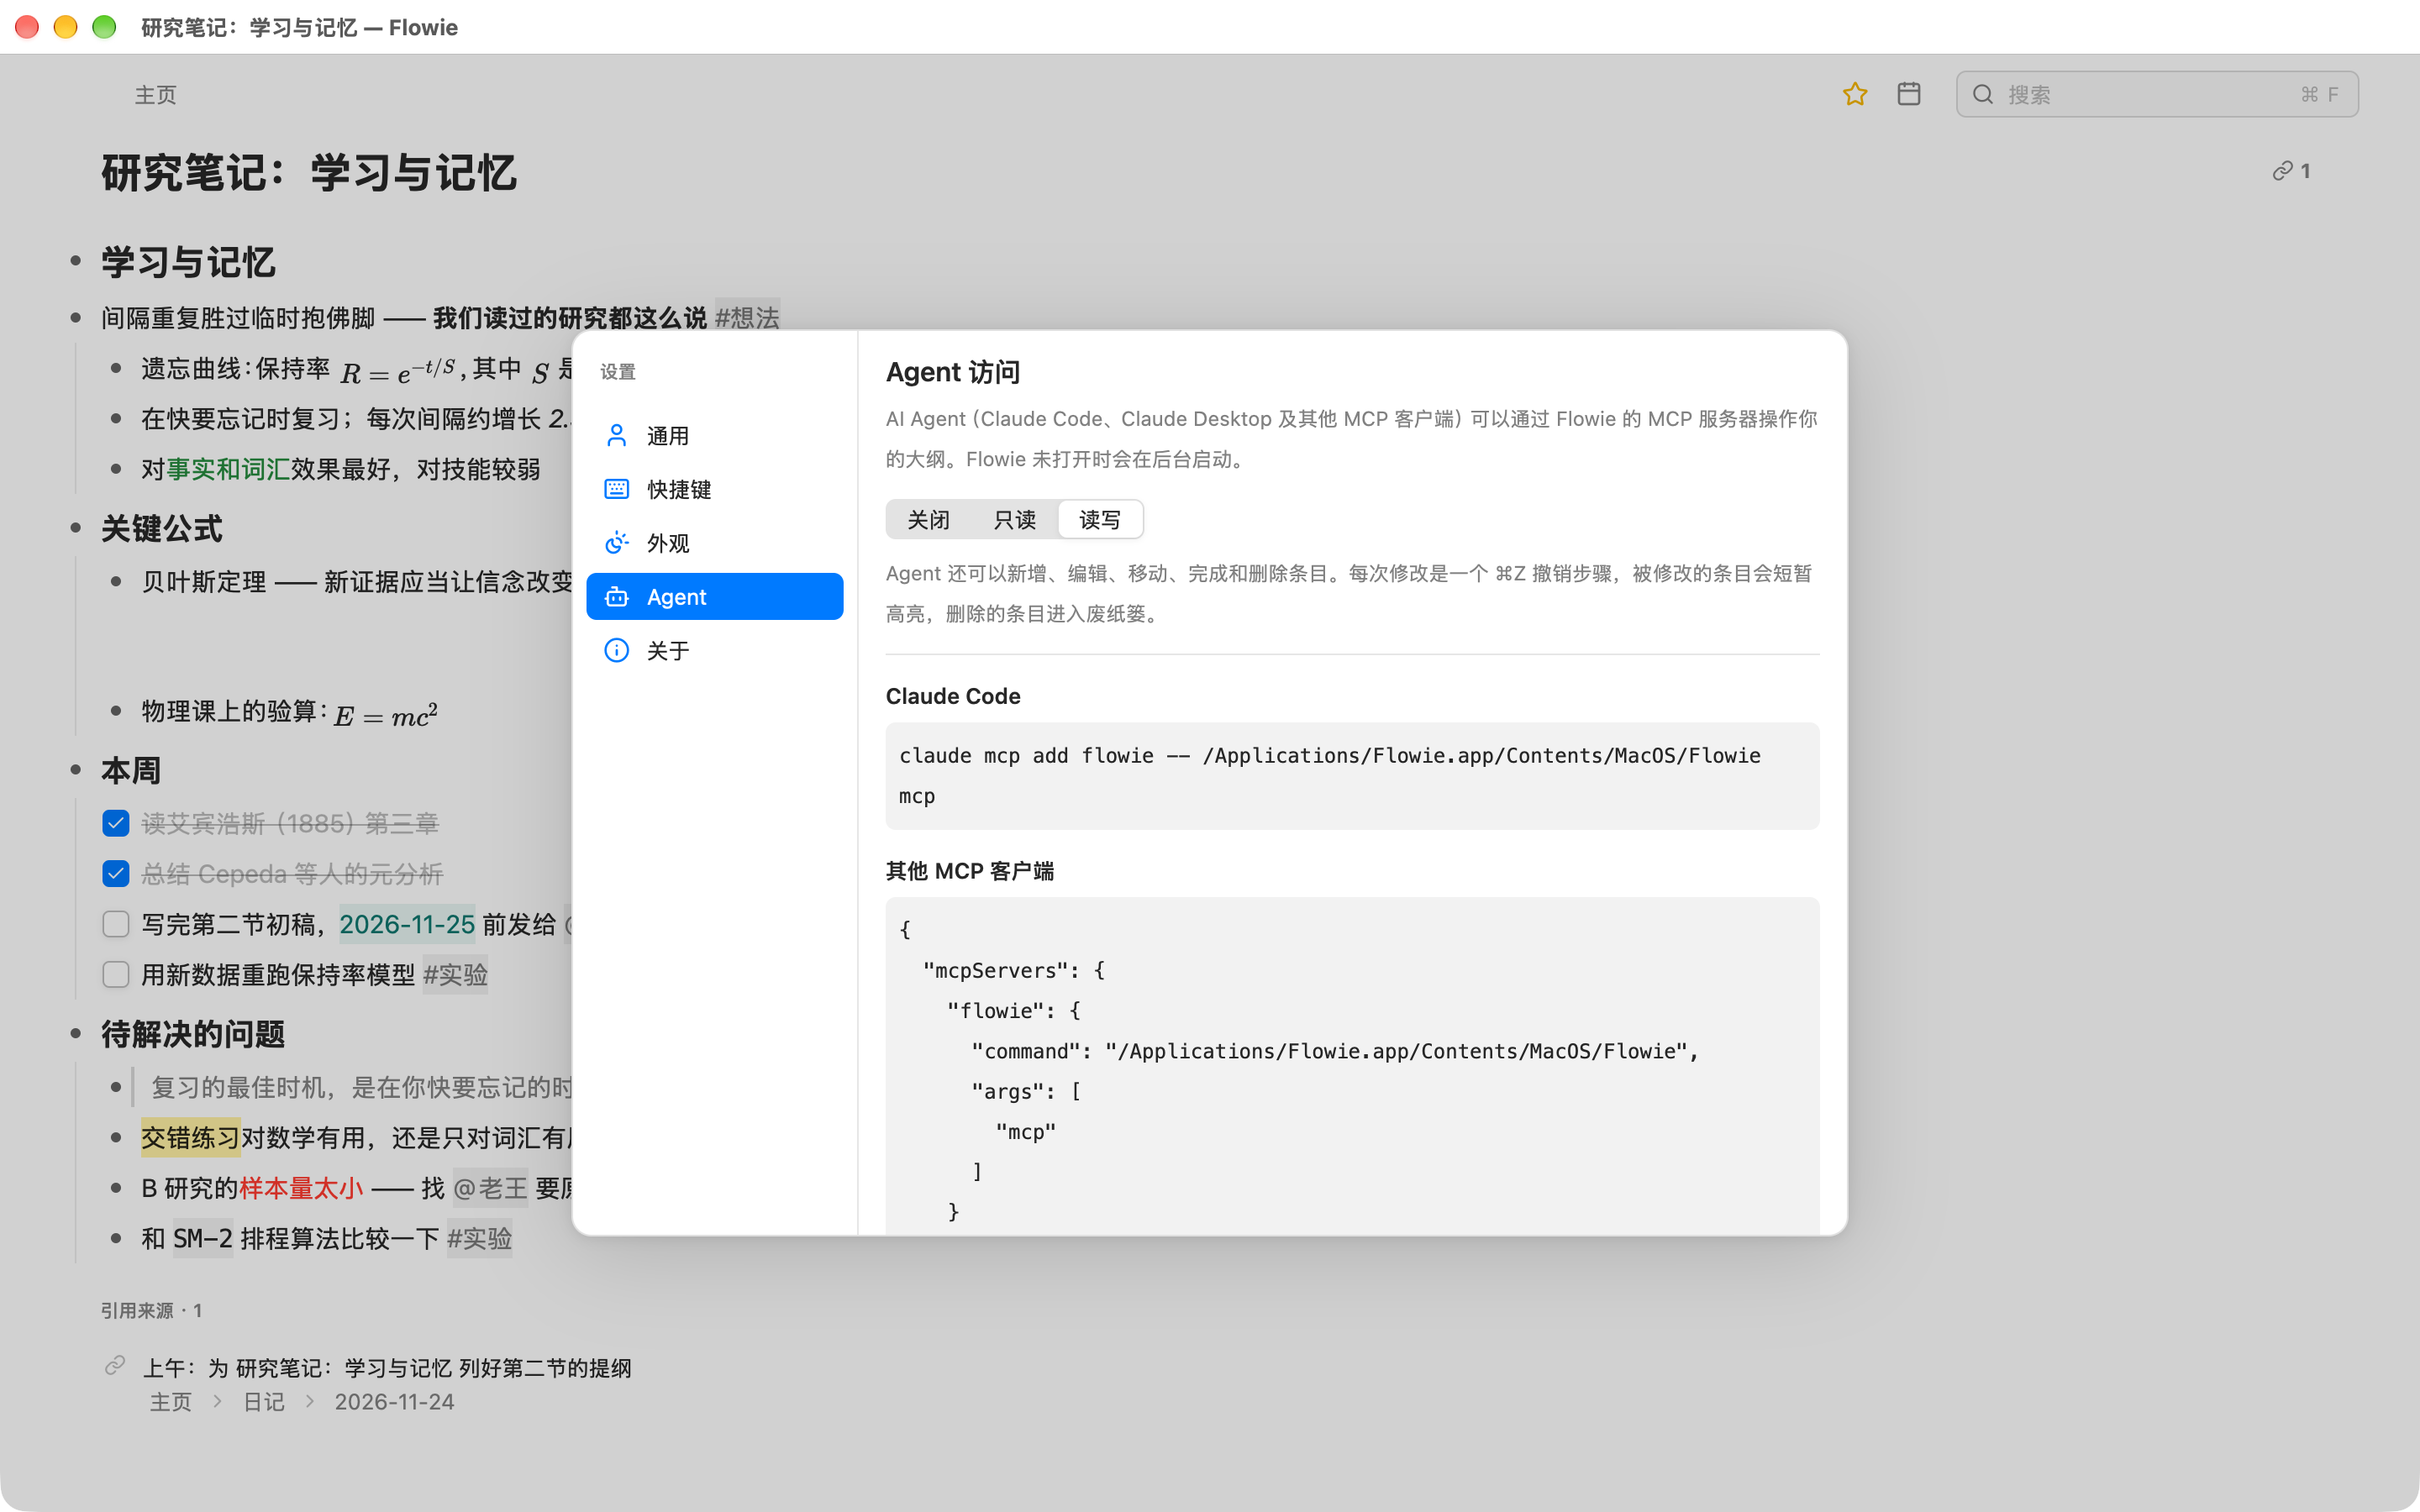 研究笔记：学习与记忆 — Flowie
主页
搜索
⌘ F
研究笔记：学习与记忆
1
学习与记忆
间隔重复胜过临时抱佛脚 —— 我们读过的研究都这么说 #想法
遗忘曲线：保持率 R = e^{-t/S}, 其中 S 是
在快要忘记时复习；每次间隔约增长 2.
对事实和词汇效果最好，对技能较弱
关键公式
贝叶斯定理 —— 新证据应当让信念改变
物理课上的验算：E = mc²
本周
读艾宾浩斯（1885）第三章
总结 Cepeda 等人的元分析
写完第二节初稿，2026-11-25 前发给
用新数据重跑保持率模型 #实验
待解决的问题
复习的最佳时机，是在你快要忘记的时
交错练习对数学有用，还是只对词汇有
B 研究的样本量太小 —— 找 @老王 要
和 SM-2 排程算法比较一下 #实验
引用来源 · 1
上午：为 研究笔记：学习与记忆 列好第二节的提纲
主页 > 日记 > 2026-11-24
设置
通用
快捷键
外观
Agent
关于
Agent 访问
AI Agent（Claude Code、Claude Desktop 及其他 MCP 客户端）可以通过 Flowie 的 MCP 服务器操作你
的大纲。Flowie 未打开时会在后台启动。
关闭 只读 读写
Agent 还可以新增、编辑、移动、完成和删除条目。每次修改是一个 ⌘Z 撤销步骤，被修改的条目会短暂
高亮，删除的条目进入废纸篓。
Claude Code
claude mcp add flowie -- /Applications/Flowie.app/Contents/MacOS/Flowie
mcp
其他 MCP 客户端
{
"mcpServers": {
"flowie": {
"command": "/Applications/Flowie.app/Contents/MacOS/Flowie",
"args": [
"mcp"
]
}